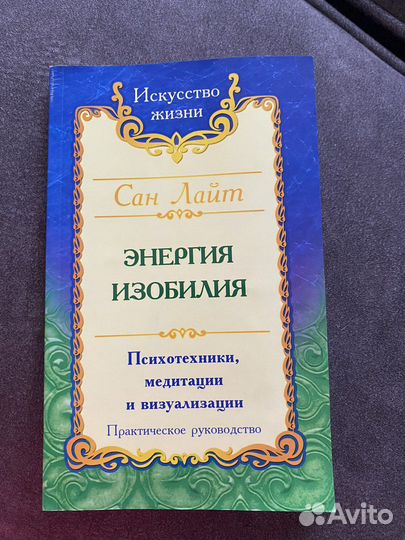 Искусство
жизни
Сан Лайт
ЭНЕРГИЯ
ИЗОБИЛИЯ
Психотехники,
медитации
и визуализации
Практическое руководство
Avito